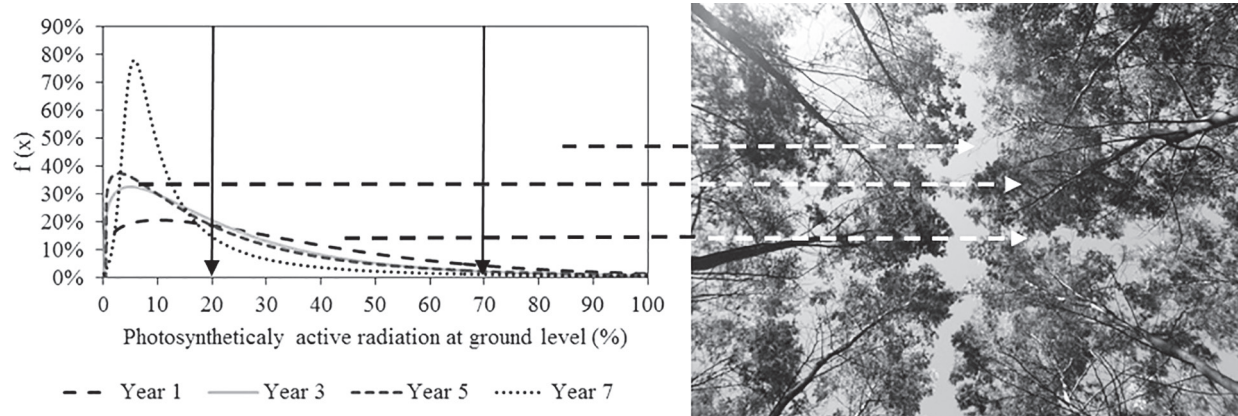 90%
80%
70%
60%
50%
40%
30%
20%
10%
0%
f (x)
0 10 20 30 40 50 60 70 80 90 100
Photosyntheticaly active radiation at ground level (%)
Year 1 Year 3 Year 5 Year 7